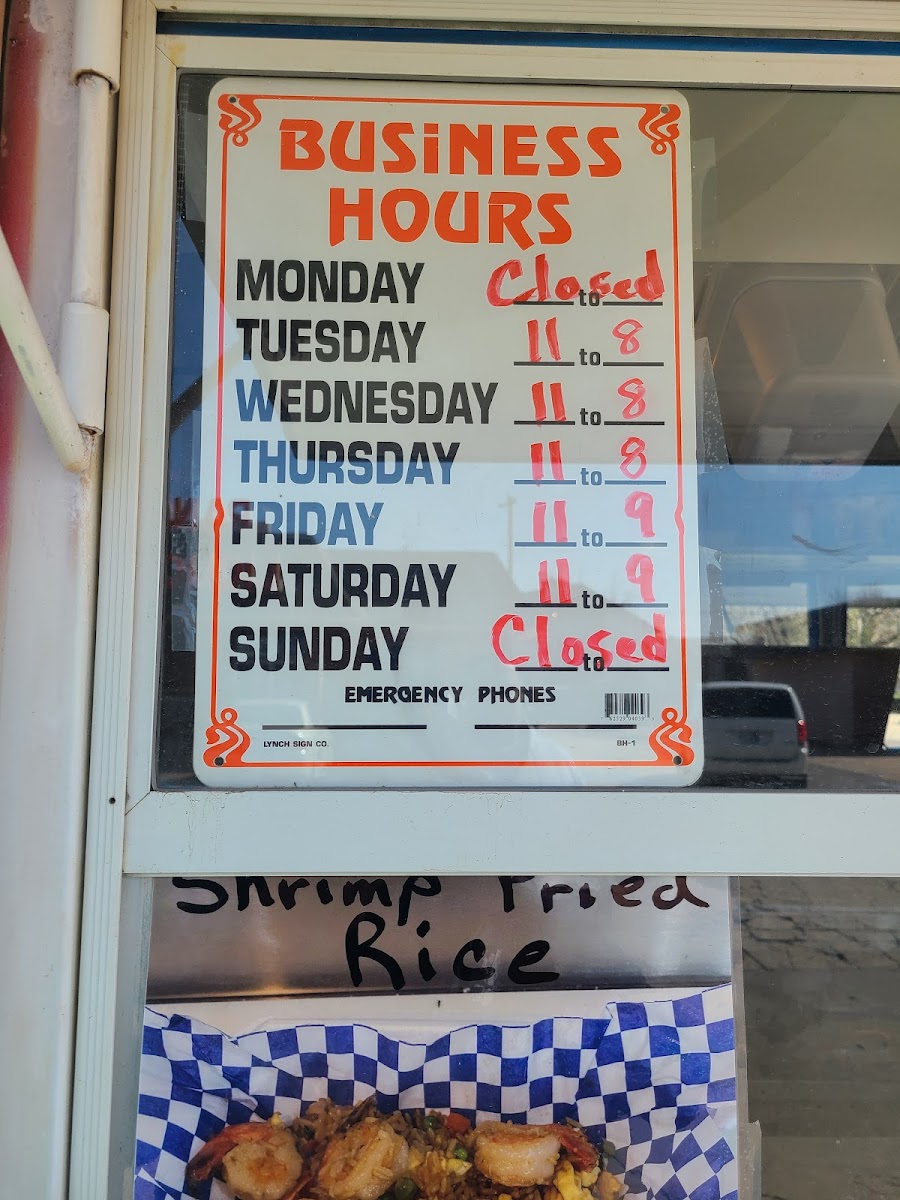 BUSINESS
HOURS
MONDAY Closed to
TUESDAY 11 to 8
WEDNESDAY 11 to 8
THURSDAY 11 to 8
FRIDAY 11 to 9
SATURDAY 11 to 9
SUNDAY Closed to
EMERGENCY PHONES
LYNCH SIGN CO. BH-1
Shrimp Fried
Rice